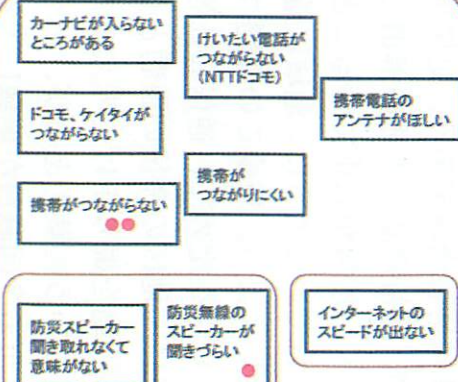 カーナビが入らない
ところがある
けいたい電話が
つながらない
(NTTドコモ)
携帯電話の
アンテナがほしい
ドコモ、ケイタイが
つながらない
携帯が
つながりにくい
携帯がつながらない
防災スピーカー
聞き取れなくて
意味がない
防災無線の
スピーカーが
聞きづらい
インターネットの
スピードが出ない